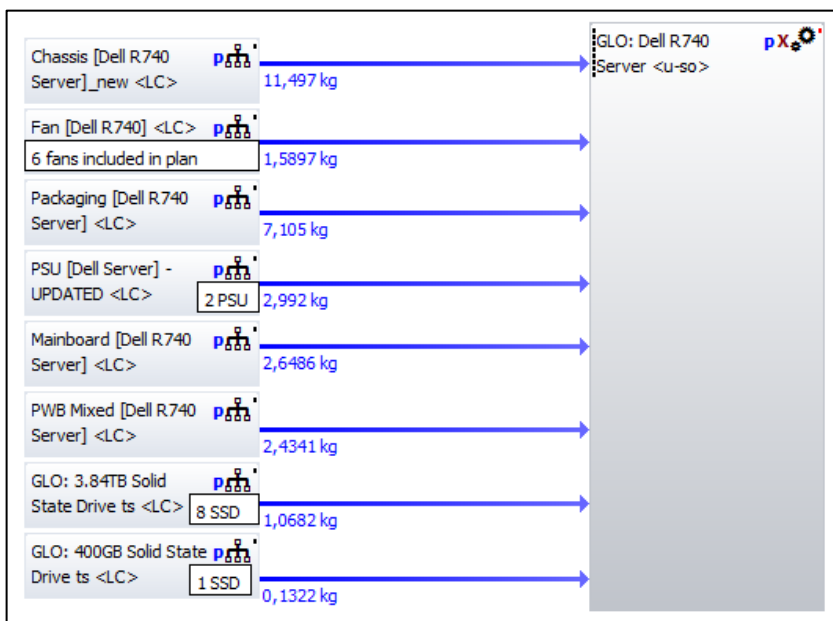 Chassis [Dell R740
Server]_new <LC>
p
11,497 kg
Fan [Dell R740] <LC>
p
6 fans included in plan
1,5897 kg
Packaging [Dell R740
Server] <LC>
p
7,105 kg
PSU [Dell Server] -
UPDATED <LC>
p
2 PSU
2,992 kg
Mainboard [Dell R740
Server] <LC>
p
2,6486 kg
PWB Mixed [Dell R740
Server] <LC>
p
2,4341 kg
GLO: 3.84TB Solid
State Drive ts <LC>
p
8 SSD
1,0682 kg
GLO: 400GB Solid State
Drive ts <LC>
p
1 SSD
0,1322 kg
GLO: Dell R740
Server <u-so>
pX